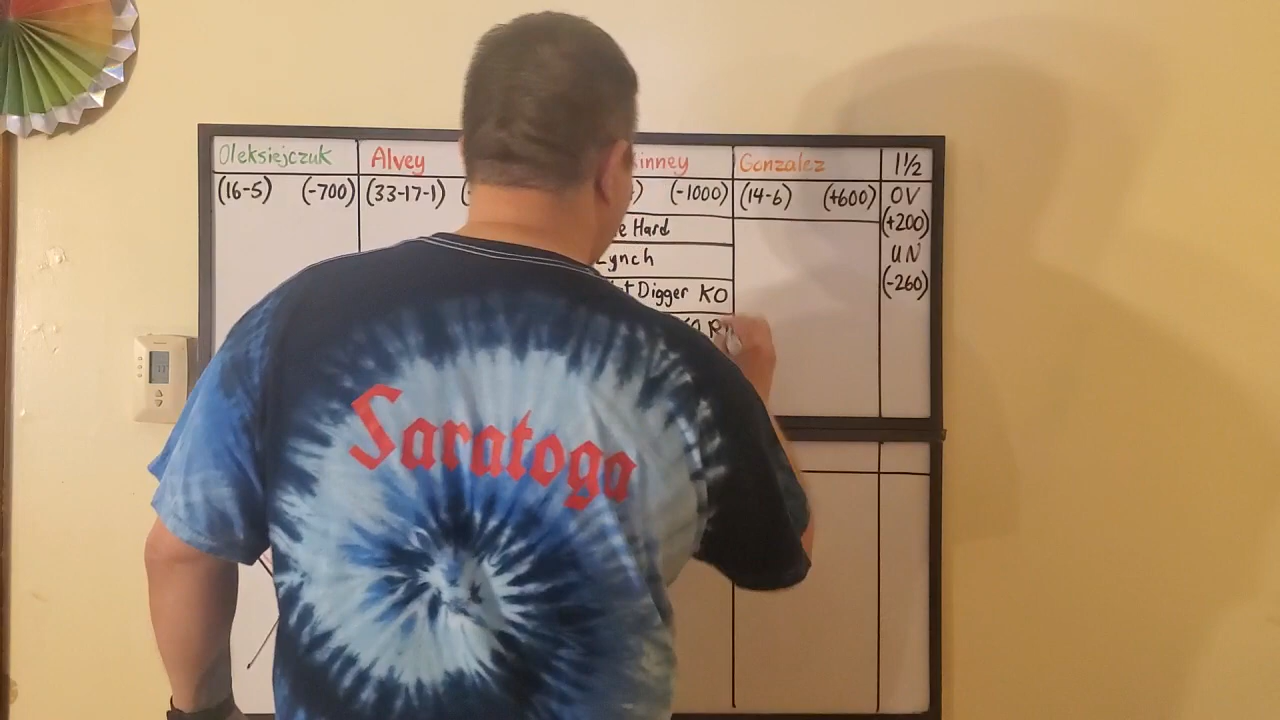 Oleksiejczuk Alvey Gonzalez 1½
(16-5) (-700) (33-17-1) (-1000) (14-6) (+600) OV
Hard (+200)
Lynch UN
Digger KO (-260)
Saratoga